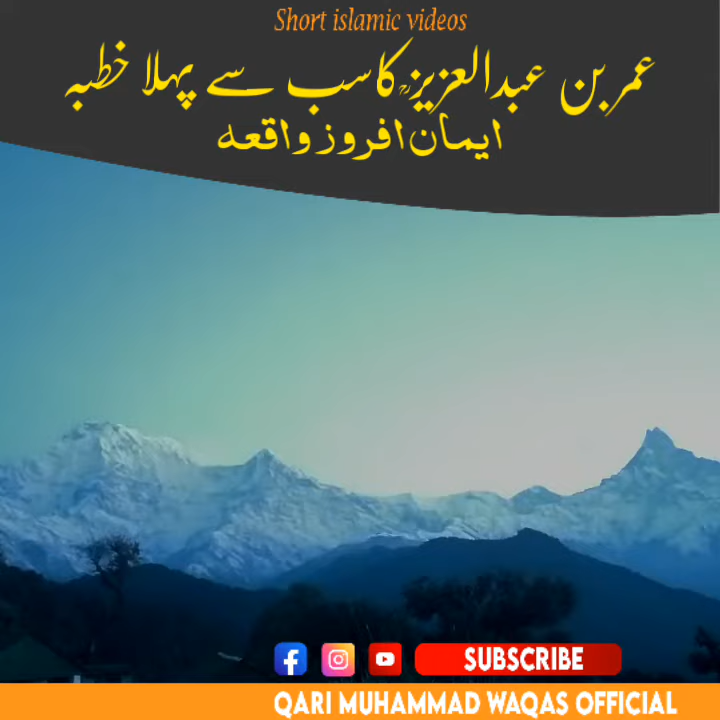 Short islamic videos
عمر بن عبدالعزیزؒ کا سب سے پہلا خطبہ
ایمان افروز واقعہ
SUBSCRIBE
QARI MUHAMMAD WAQAS OFFICIAL